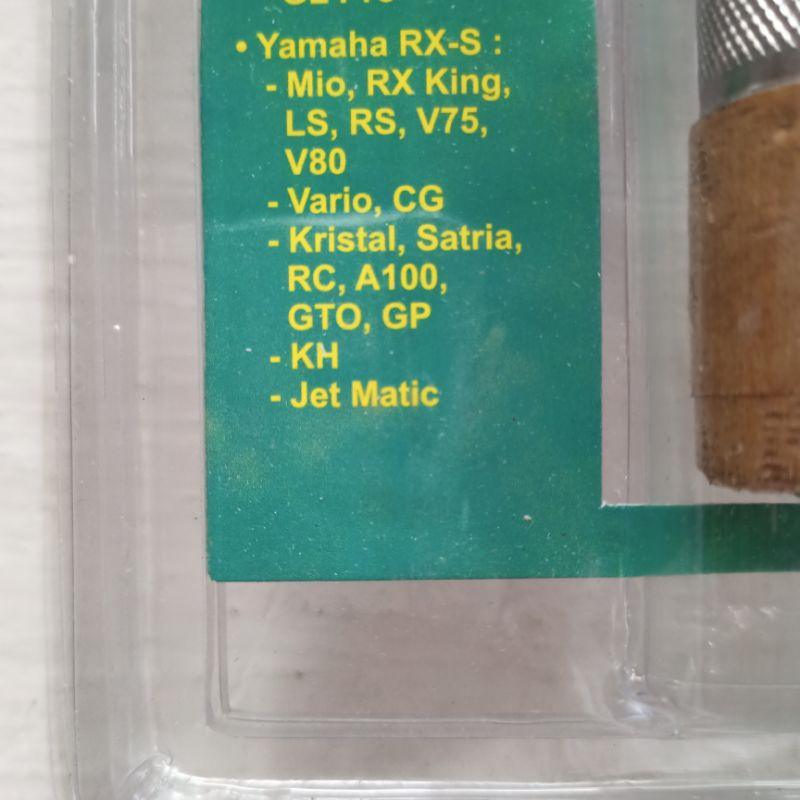 • Yamaha RX-S :
- Mio, RX King,
LS, RS, V75,
V80
- Vario, CG
- Kristal, Satria,
RC, A100,
GTO, GP
- KH
- Jet Matic